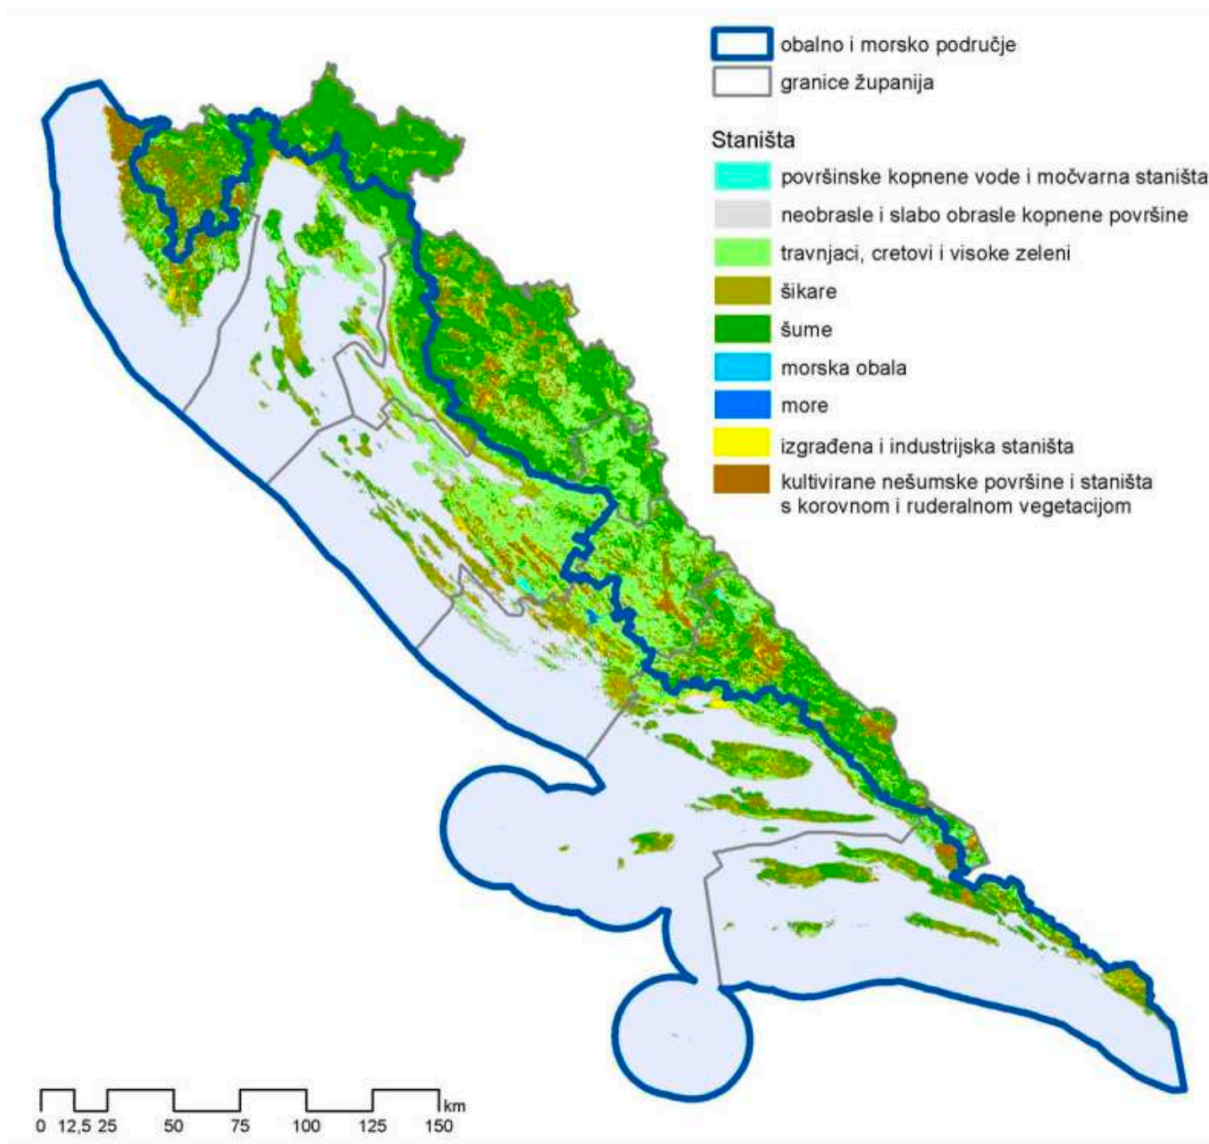 obalno i morsko područje
granice županija
Staništa
površinske kopnene vode i močvarna staništa
neobrasle i slabo obrasle kopnene površine
travnjaci, cretovi i visoke zeleni
šikare
šume
morska obala
more
izgrađena i industrijska staništa
kultivirane nešumske površine i staništa
s korovnom i ruderalnom vegetacijom
km
0 12,5 25 50 75 100 125 150